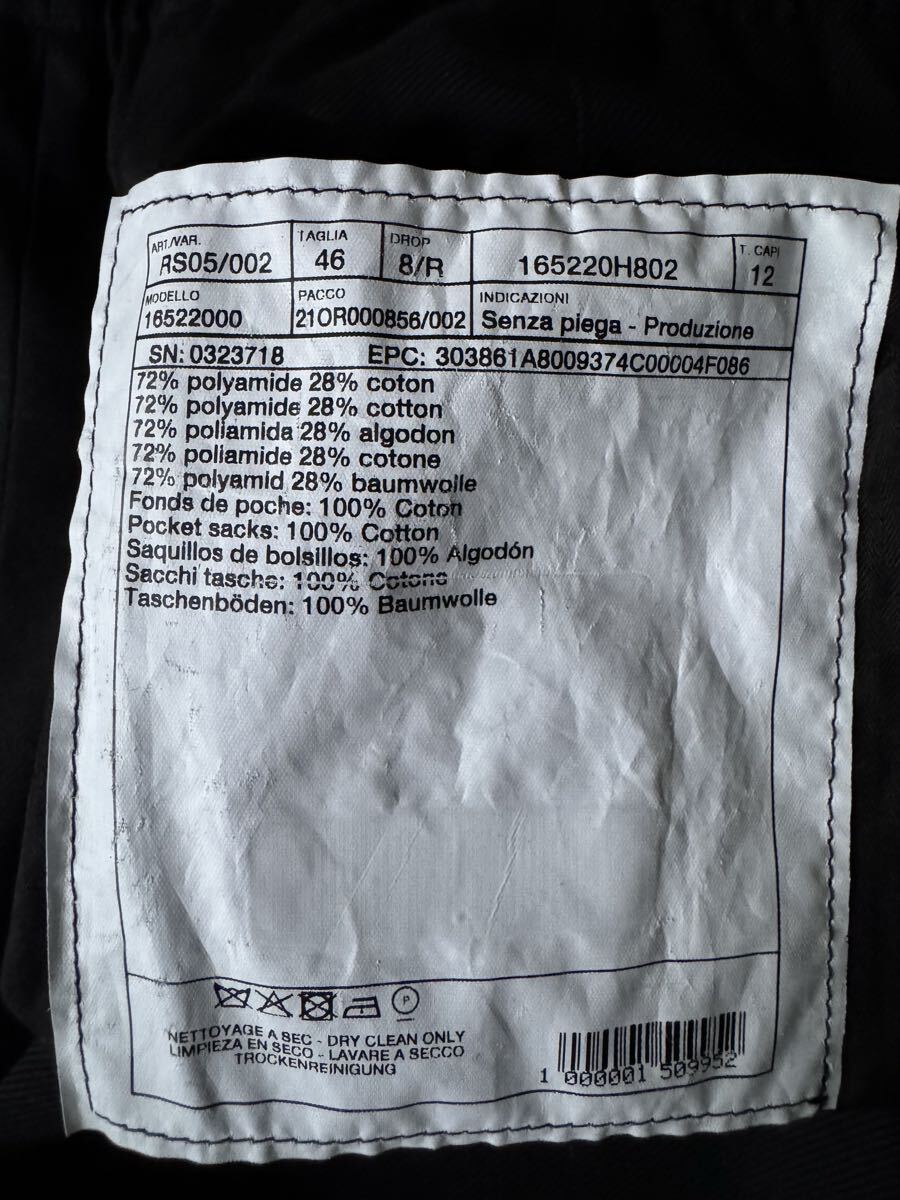 ART./VAR. TAGLIA DROP T. CAPI
RS05/002 46 8/R 165220H802 12
MODELLO PACCO INDICAZIONI
16522000 21OR000856/002 Senza piega - Produzione
SN: 0323718 EPC: 303861A8009374C00004F086
72% polyamide 28% coton
72% polyamide 28% cotton
72% poliamida 28% algodon
72% poliamide 28% cotone
72% polyamid 28% baumwolle
Fonds de poche: 100% Coton
Pocket sacks: 100% Cotton
Saquillos de bolsillos: 100% Algodón
Sacchi tasche: 100% Cotone
Taschenböden: 100% Baumwolle
P
NETTOYAGE A SEC - DRY CLEAN ONLY
LIMPIEZA EN SECO - LAVARE A SECCO
TROCKENREINIGUNG
1 000001 509952